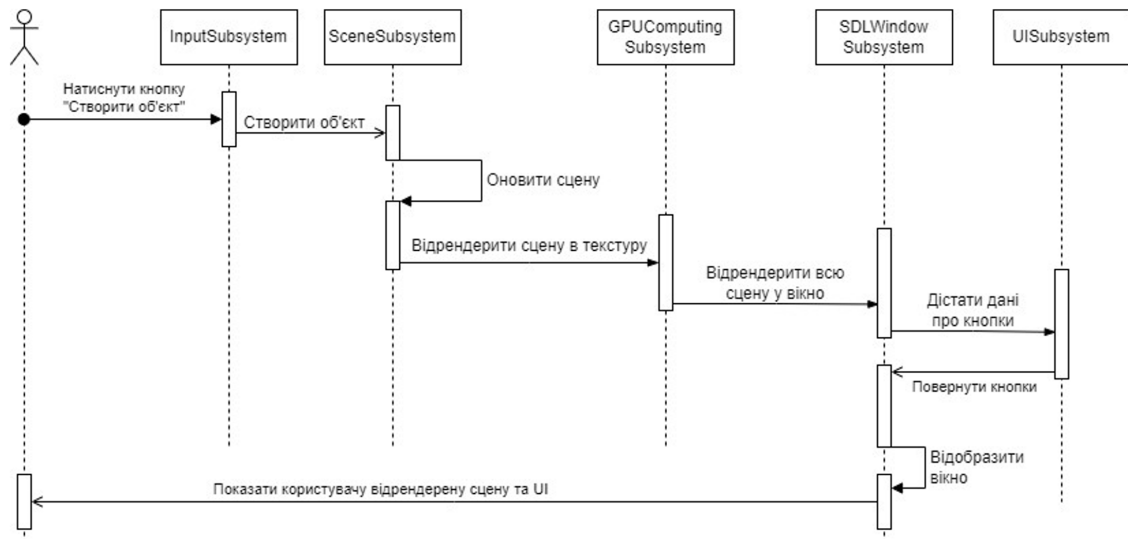 InputSubsystem
SceneSubsystem
GPUComputing
Subsystem
SDLWindow
Subsystem
UISubsystem
Натиснути кнопку
"Створити об'єкт"
Створити об'єкт
Оновити сцену
Відрендерити сцену в текстуру
Відрендерити всю
сцену у вікно
Дістати дані
про кнопки
Повернути кнопки
Відобразити
вікно
Показати користувачу відрендерену сцену та UI